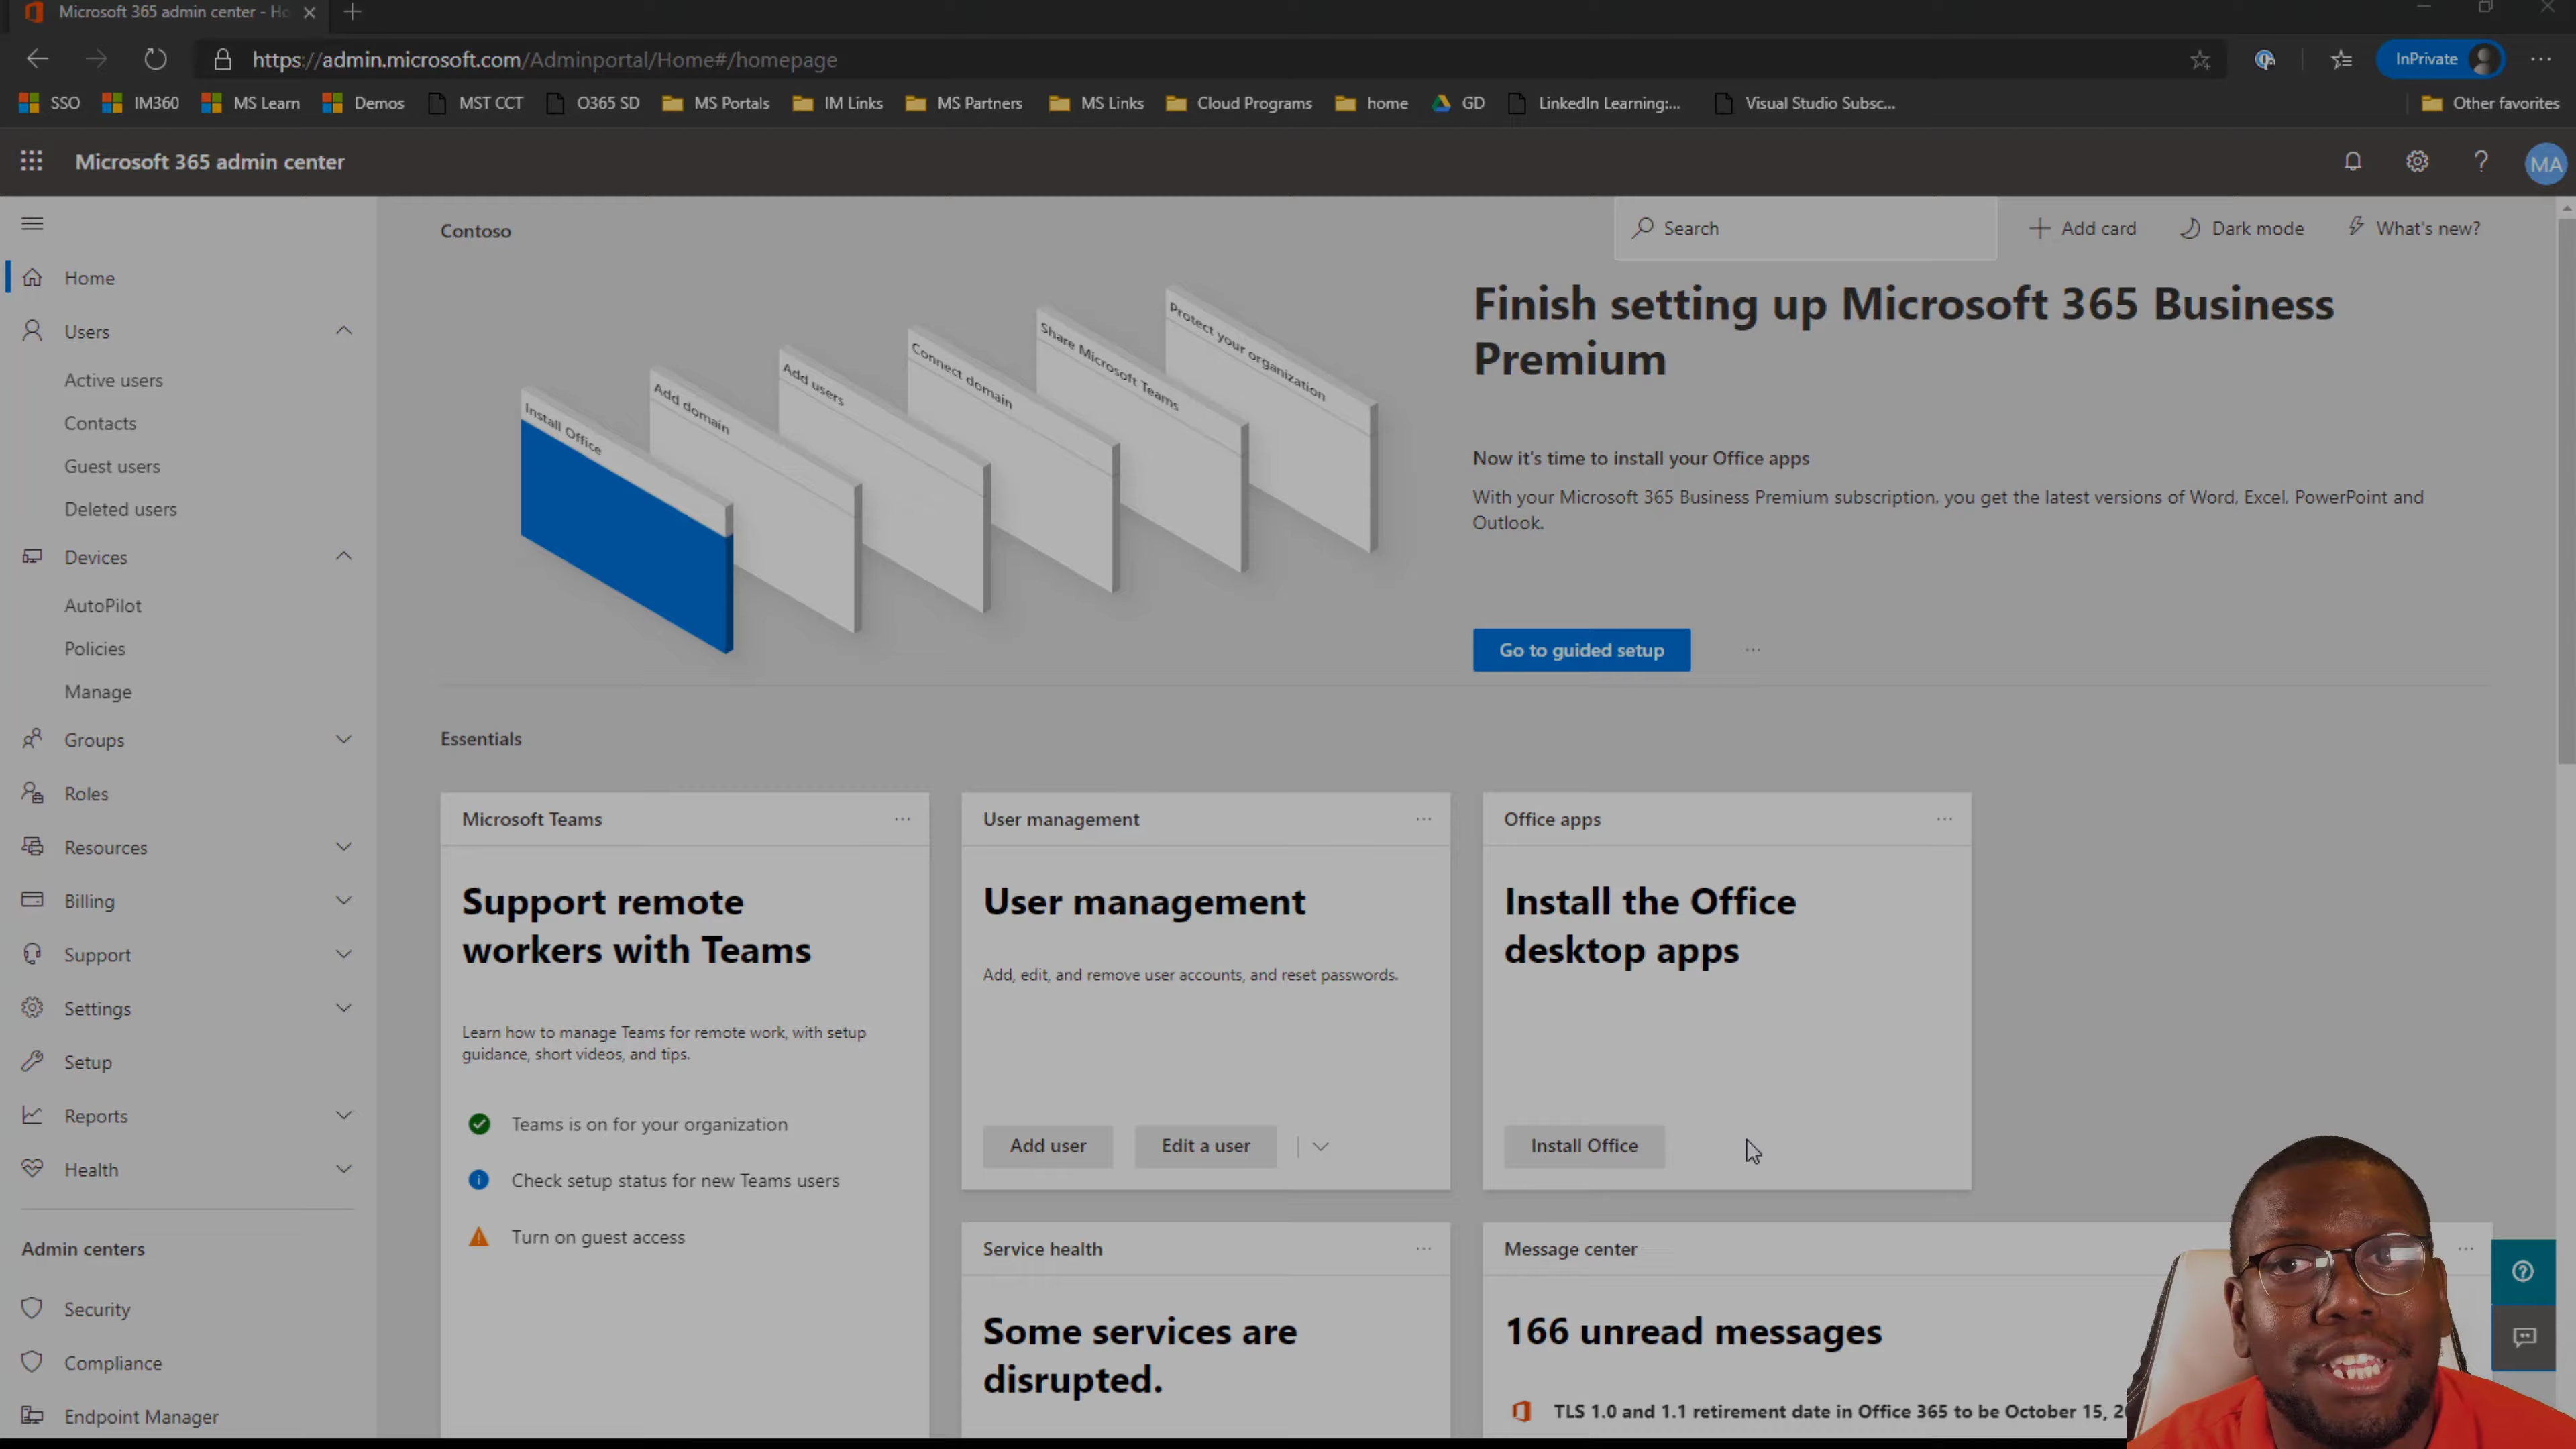 Microsoft 365 admin center - Ho
https://admin.microsoft.com/Adminportal/Home#/homepage
InPrivate
SSO
IM360
MS Learn
Demos
MST CCT
O365 SD
MS Portals
IM Links
MS Partners
MS Links
Cloud Programs
home
GD
LinkedIn Learning:...
Visual Studio Subsc...
Other favorites
Microsoft 365 admin center
MA
Home
Users
Active users
Contacts
Guest users
Deleted users
Devices
AutoPilot
Policies
Manage
Groups
Roles
Resources
Billing
Support
Settings
Setup
Reports
Health
Admin centers
Security
Compliance
Endpoint Manager
Contoso
Search
Add card
Dark mode
What's new?
Install Office
Add domain
Add users
Connect domain
Share Microsoft Teams
Protect your organization
Finish setting up Microsoft 365 Business
Premium
Now it's time to install your Office apps
With your Microsoft 365 Business Premium subscription, you get the latest versions of Word, Excel, PowerPoint and
Outlook.
Go to guided setup
Essentials
Microsoft Teams
Support remote
workers with Teams
Learn how to manage Teams for remote work, with setup
guidance, short videos, and tips.
Teams is on for your organization
Check setup status for new Teams users
Turn on guest access
User management
User management
Add, edit, and remove user accounts, and reset passwords.
Add user
Edit a user
Office apps
Install the Office
desktop apps
Install Office
Service health
Some services are
disrupted.
Message center
166 unread messages
TLS 1.0 and 1.1 retirement date in Office 365 to be October 15, 2